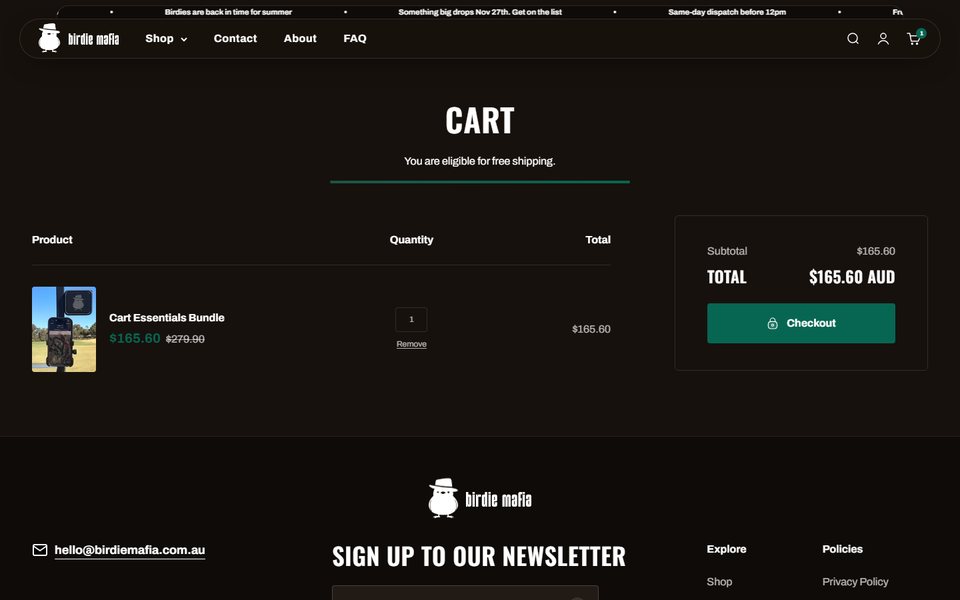 Birdies are back in time for summer • Something big drops Nov 27th. Get on the list • Same-day dispatch before 12pm •
birdie mafia Shop Contact About FAQ 1
CART
You are eligible for free shipping.
Product Quantity Total
Cart Essentials Bundle
$165.60 $279.90
1
Remove
$165.60
Subtotal $165.60
TOTAL $165.60 AUD
Checkout
birdie mafia
hello@birdiemafia.com.au
SIGN UP TO OUR NEWSLETTER
Explore
Shop
Policies
Privacy Policy